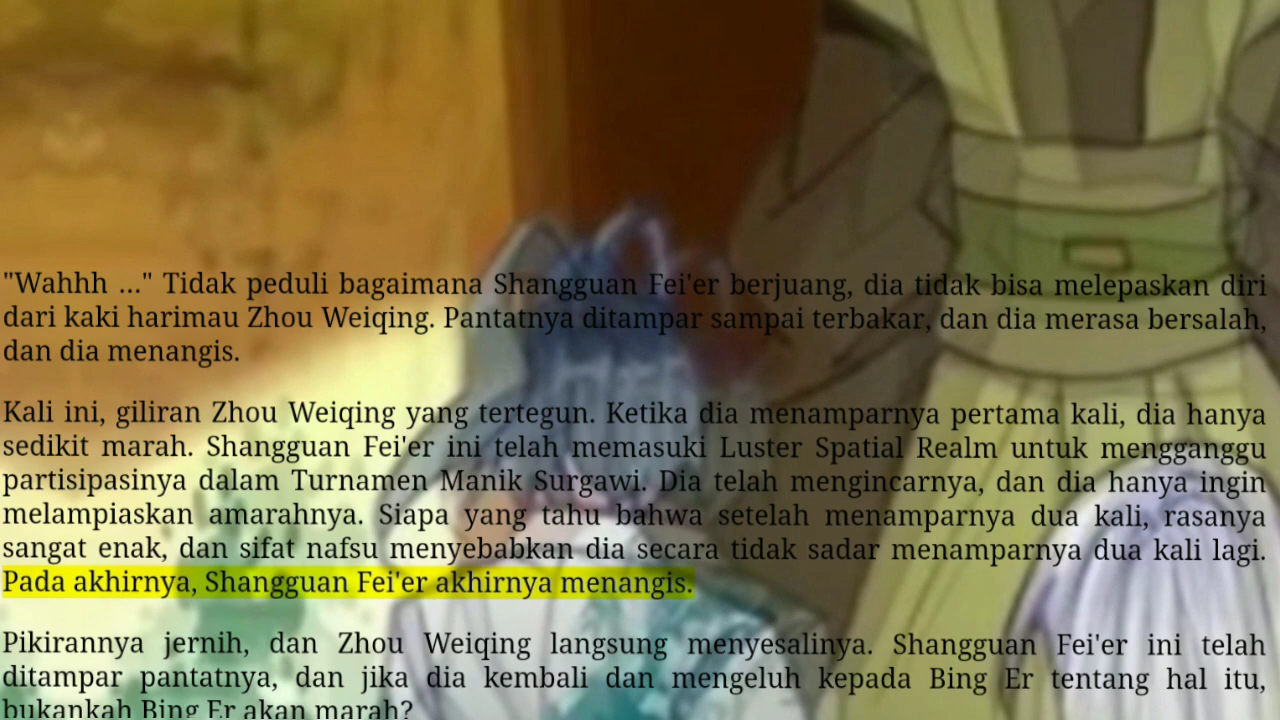 "Wahhh ..." Tidak peduli bagaimana Shangguan Fei'er berjuang, dia tidak bisa melepaskan diri
dari kaki harimau Zhou Weiqing. Pantatnya ditampar sampai terbakar, dan dia merasa bersalah,
dan dia menangis.
Kali ini, giliran Zhou Weiqing yang tertegun. Ketika dia menamparnya pertama kali, dia hanya
sedikit marah. Shangguan Fei'er ini telah memasuki Luster Spatial Realm untuk mengganggu
partisipasinya dalam Turnamen Manik Surgawi. Dia telah mengincarnya, dan dia hanya ingin
melampiaskan amarahnya. Siapa yang tahu bahwa setelah menamparnya dua kali, rasanya
sangat enak, dan sifat nafsu menyebabkan dia secara tidak sadar menamparnya dua kali lagi.
Pada akhirnya, Shangguan Fei'er akhirnya menangis.
Pikirannya jernih, dan Zhou Weiqing langsung menyesalinya. Shangguan Fei'er ini telah
ditampar pantatnya, dan jika dia kembali dan mengeluh kepada Bing Er tentang hal itu,
bukankah Bing Er akan marah?